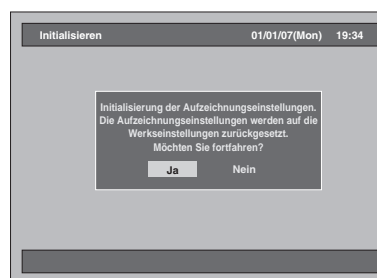 Initialisieren 01/01/07(Mon) 19:34
Initialisierung der Aufzeichnungseinstellungen.
Die Aufzeichnungseinstellungen werden auf die
Werkseinstellungen zurückgesetzt.
Möchten Sie fortfahren?
Ja Nein